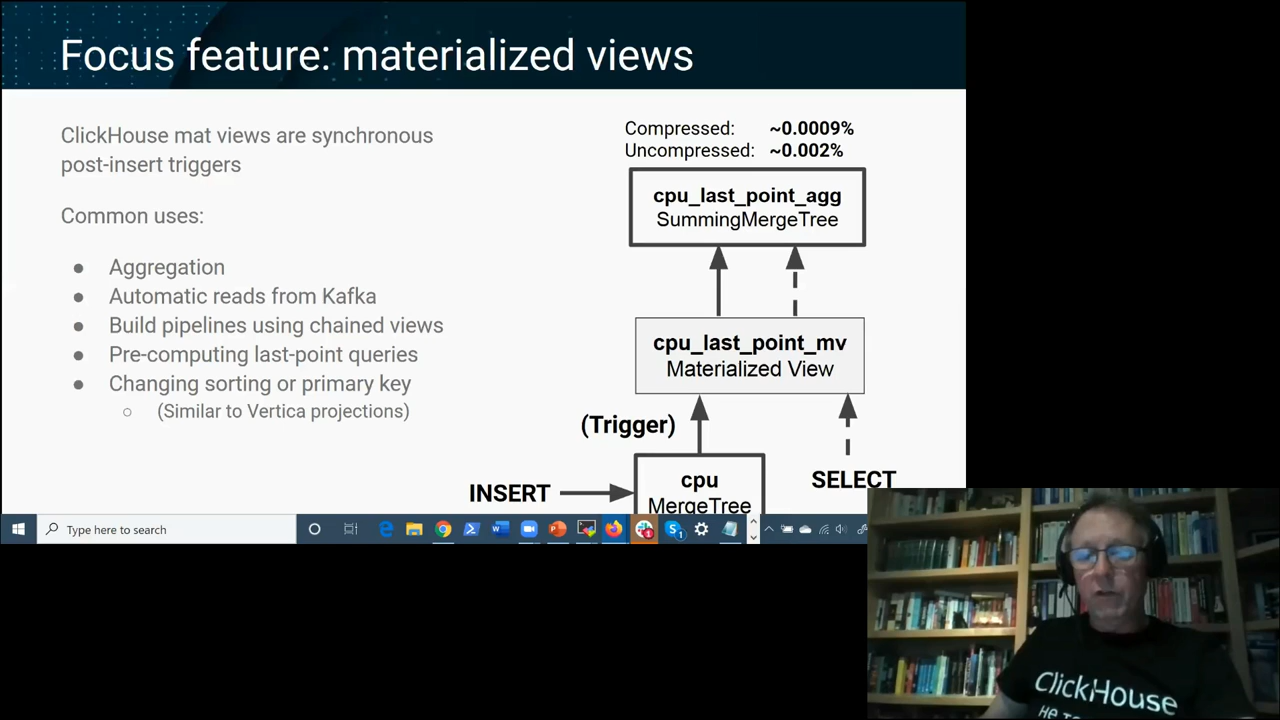 Focus feature: materialized views
ClickHouse mat views are synchronous
post-insert triggers
Common uses:
● Aggregation
● Automatic reads from Kafka
● Build pipelines using chained views
● Pre-computing last-point queries
● Changing sorting or primary key
○ (Similar to Vertica projections)
Compressed: ~0.0009%
Uncompressed: ~0.002%
cpu_last_point_agg
SummingMergeTree
cpu_last_point_mv
Materialized View
(Trigger)
cpu
MergeTree
INSERT
SELECT
Type here to search
ClickHouse